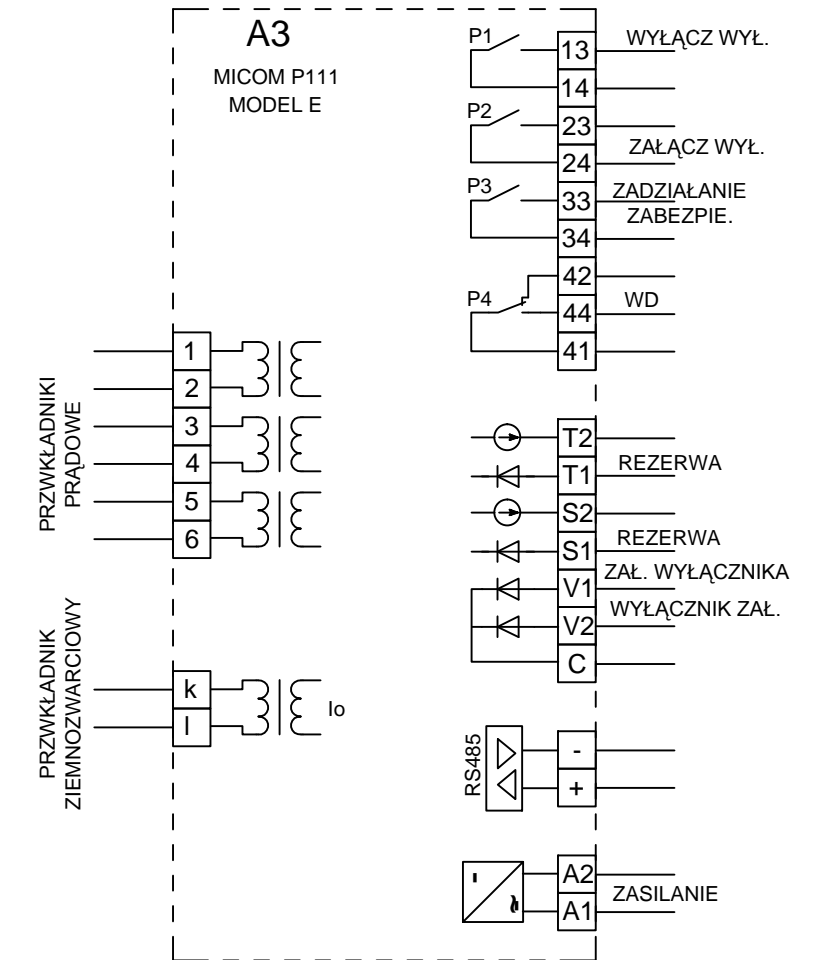 A3
MICOM P111
MODEL E
P1
13
WYŁĄCZ WYŁ.
14
P2
23
24
ZAŁĄCZ WYŁ.
P3
33
ZADZIAŁANIE
ZABEZPIE.
34
42
P4
44
WD
41
PRZWKŁADNIKI
PRĄDOWE
1
2
3
4
5
6
T2
T1
REZERWA
S2
S1
REZERWA
V1
ZAŁ. WYŁĄCZNIKA
V2
WYŁĄCZNIK ZAŁ.
C
PRZWKŁADNIK
ZIEMNOZWARCIOWY
k
l
Io
RS485
-
+
A2
A1
ZASILANIE